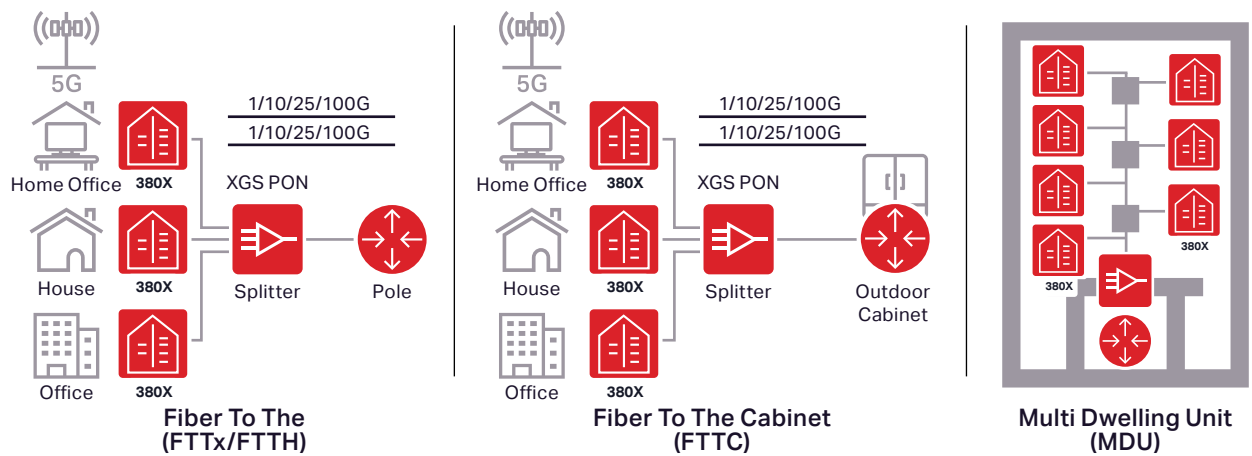 5G
1/10/25/100G
1/10/25/100G
Home Office
380X
XGS PON
House
380X
Splitter
Pole
Office
380X
Fiber To The
(FTTx/FTTH)
5G
1/10/25/100G
1/10/25/100G
Home Office
380X
XGS PON
House
380X
Splitter
Outdoor
Cabinet
Office
380X
Fiber To The Cabinet
(FTTC)
380X
380X
Multi Dwelling Unit
(MDU)